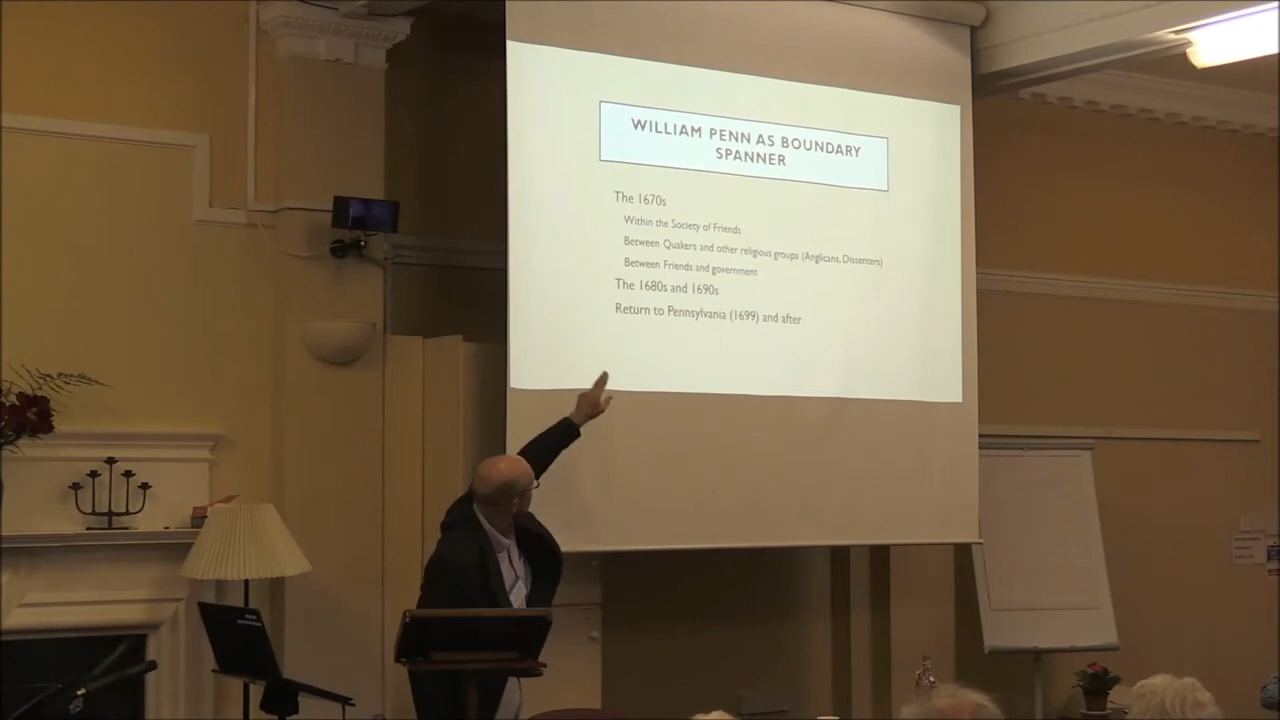 WILLIAM PENN AS BOUNDARY
SPANNER
The 1670s
Within the Society of Friends
Between Quakers and other religious groups (Anglicans, Dissenters)
Between Friends and government
The 1680s and 1690s
Return to Pennsylvania (1699) and after